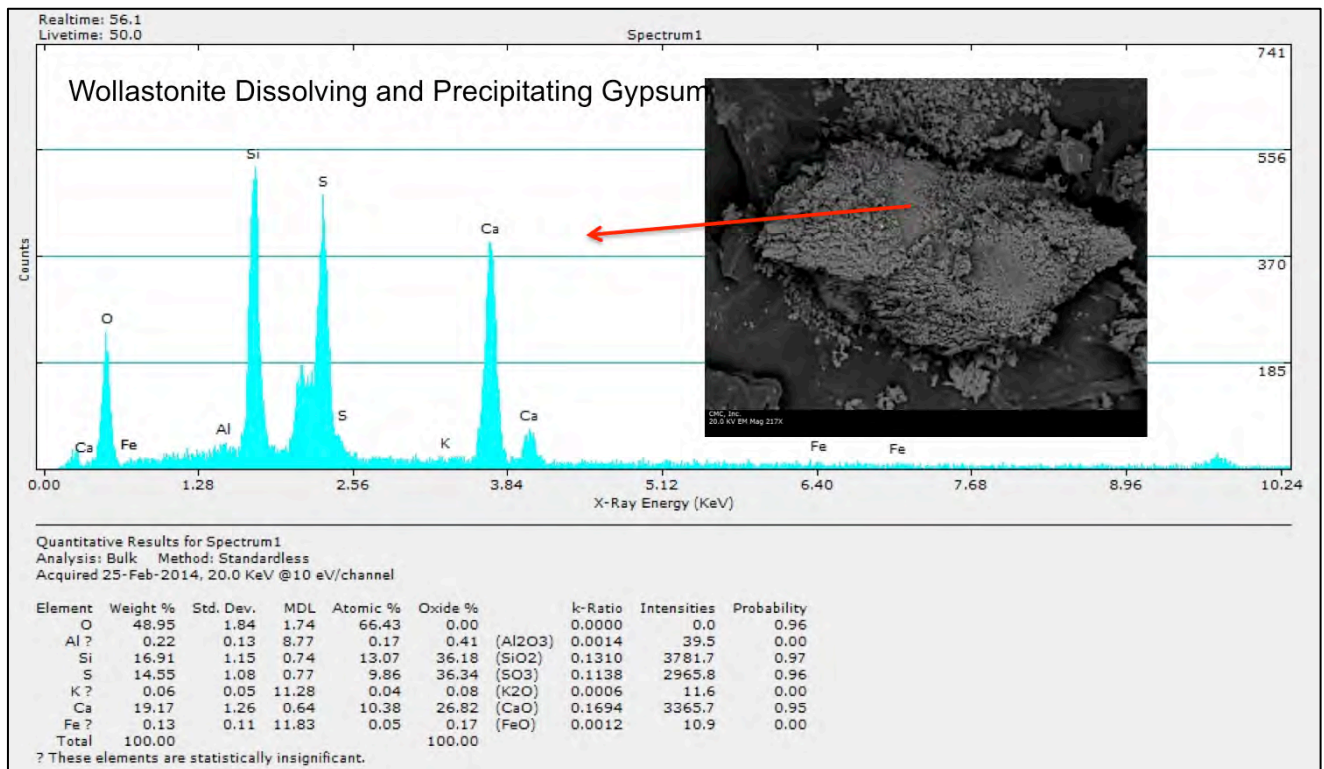 Realtime: 56.1
Livetime: 50.0
Spectrum1
741
Wollastonite Dissolving and Precipitating Gypsum
556
Si
S
Ca
370
Counts
O
185
S
Ca
Al
K
Ca
Fe
Fe
Fe
CMC, Inc.
20.0 KV EM Mag 217X
0.00 1.28 2.56 3.84 5.12 6.40 7.68 8.96 10.24
X-Ray Energy (KeV)
Quantitative Results for Spectrum1
Analysis: Bulk Method: Standardless
Acquired 25-Feb-2014, 20.0 KeV @10 eV/channel
Element Weight % Std. Dev. MDL Atomic % Oxide % k-Ratio Intensities Probability
O 48.95 1.84 1.74 66.43 0.00 0.0000 0.0 0.96
Al ? 0.22 0.13 8.77 0.17 0.41 (Al2O3) 0.0014 39.5 0.00
Si 16.91 1.15 0.74 13.07 36.18 (SiO2) 0.1310 3781.7 0.97
S 14.55 1.08 0.77 9.86 36.34 (SO3) 0.1138 2965.8 0.96
K ? 0.06 0.05 11.28 0.04 0.08 (K2O) 0.0006 11.6 0.00
Ca 19.17 1.26 0.64 10.38 26.82 (CaO) 0.1694 3365.7 0.95
Fe ? 0.13 0.11 11.83 0.05 0.17 (FeO) 0.0012 10.9 0.00
Total 100.00 100.00
? These elements are statistically insignificant.